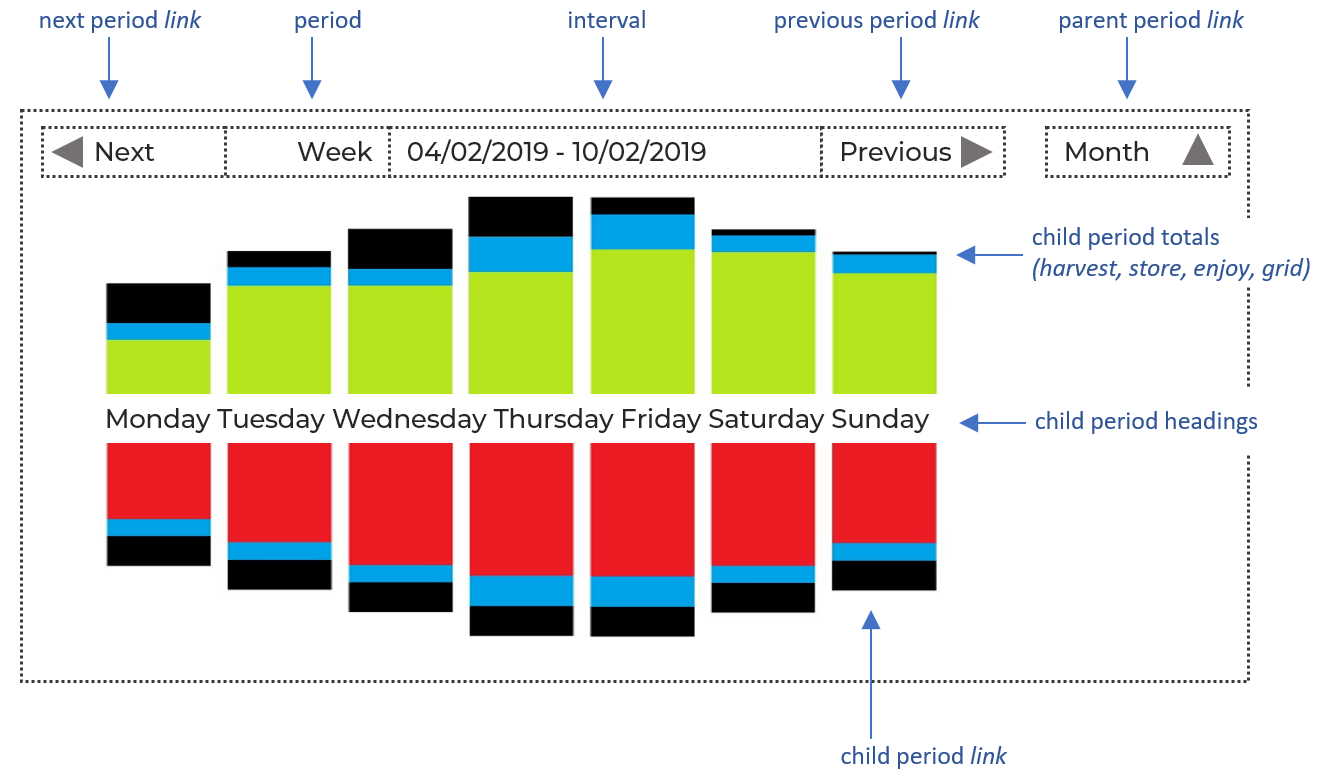 next period link
period
interval
previous period link
parent period link
Next
Week
04/02/2019 - 10/02/2019
Previous
Month
child period totals
(harvest, store, enjoy, grid)
Monday Tuesday Wednesday Thursday Friday Saturday Sunday
child period headings
child period link